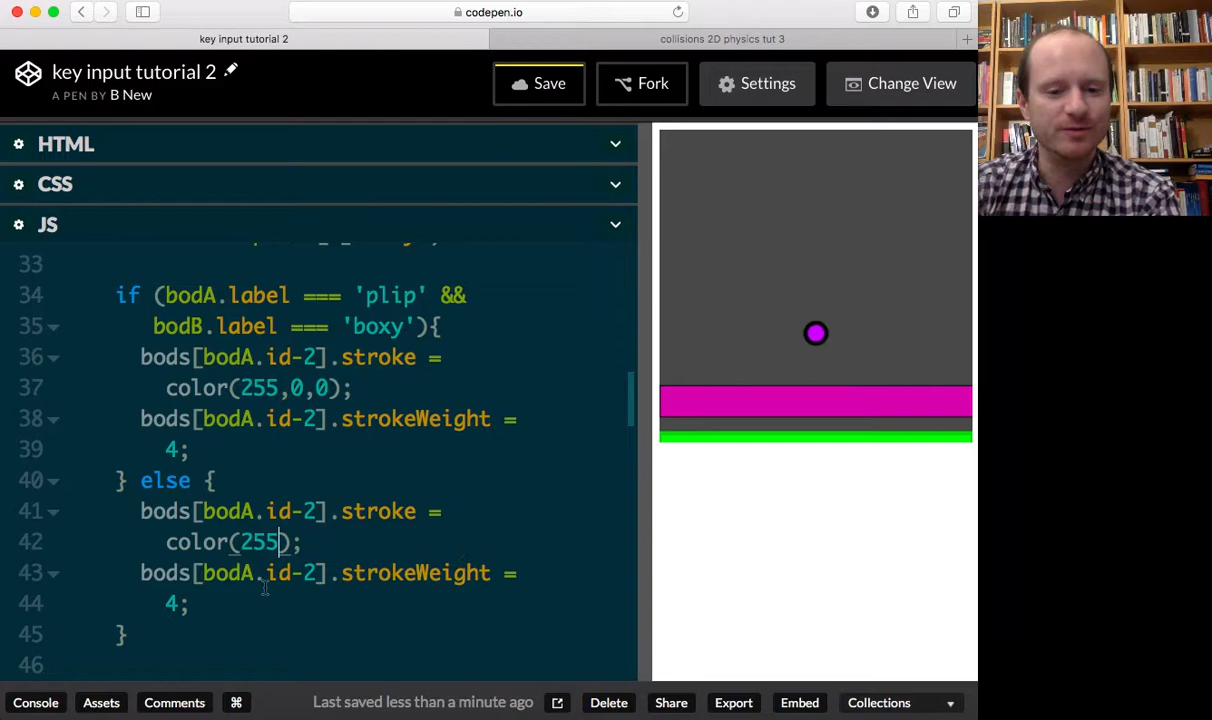 codepen.io
key input tutorial 2
collisions 2D physics tut 3
key input tutorial 2
A PEN BY B New
Save
Fork
Settings
Change View
HTML
CSS
JS
33
34 if (bodA.label === 'plip' &&
35 bodB.label === 'boxy'){
36 bods[bodA.id-2].stroke =
37 color(255,0,0);
38 bods[bodA.id-2].strokeWeight =
39 4;
40 } else {
41 bods[bodA.id-2].stroke =
42 color(255);
43 bods[bodA.id-2].strokeWeight =
44 4;
45 }
46
Console
Assets
Comments
⌘
Last saved less than a minute ago
Delete
Share
Export
Embed
Collections